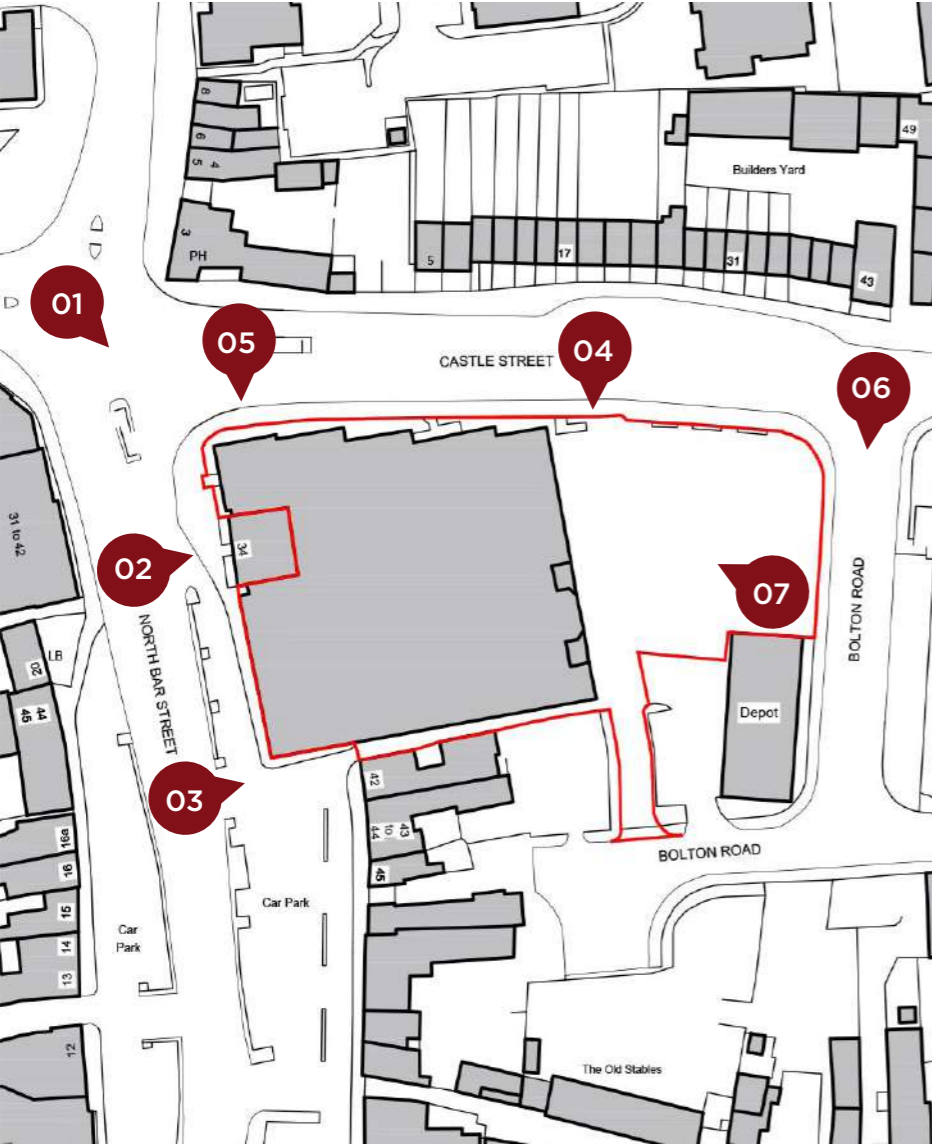 8
6
5 4
3
PH
5
17
31
43
49
Builders Yard
01
05
04
06
CASTLE STREET
31 to 42
02
34
07
NORTH BAR STREET
BOLTON ROAD
LB
20
44
45
Depot
03
42
43
to
44
45
BOLTON ROAD
16a
16
15
14
13
12
Car
Park
Car Park
The Old Stables